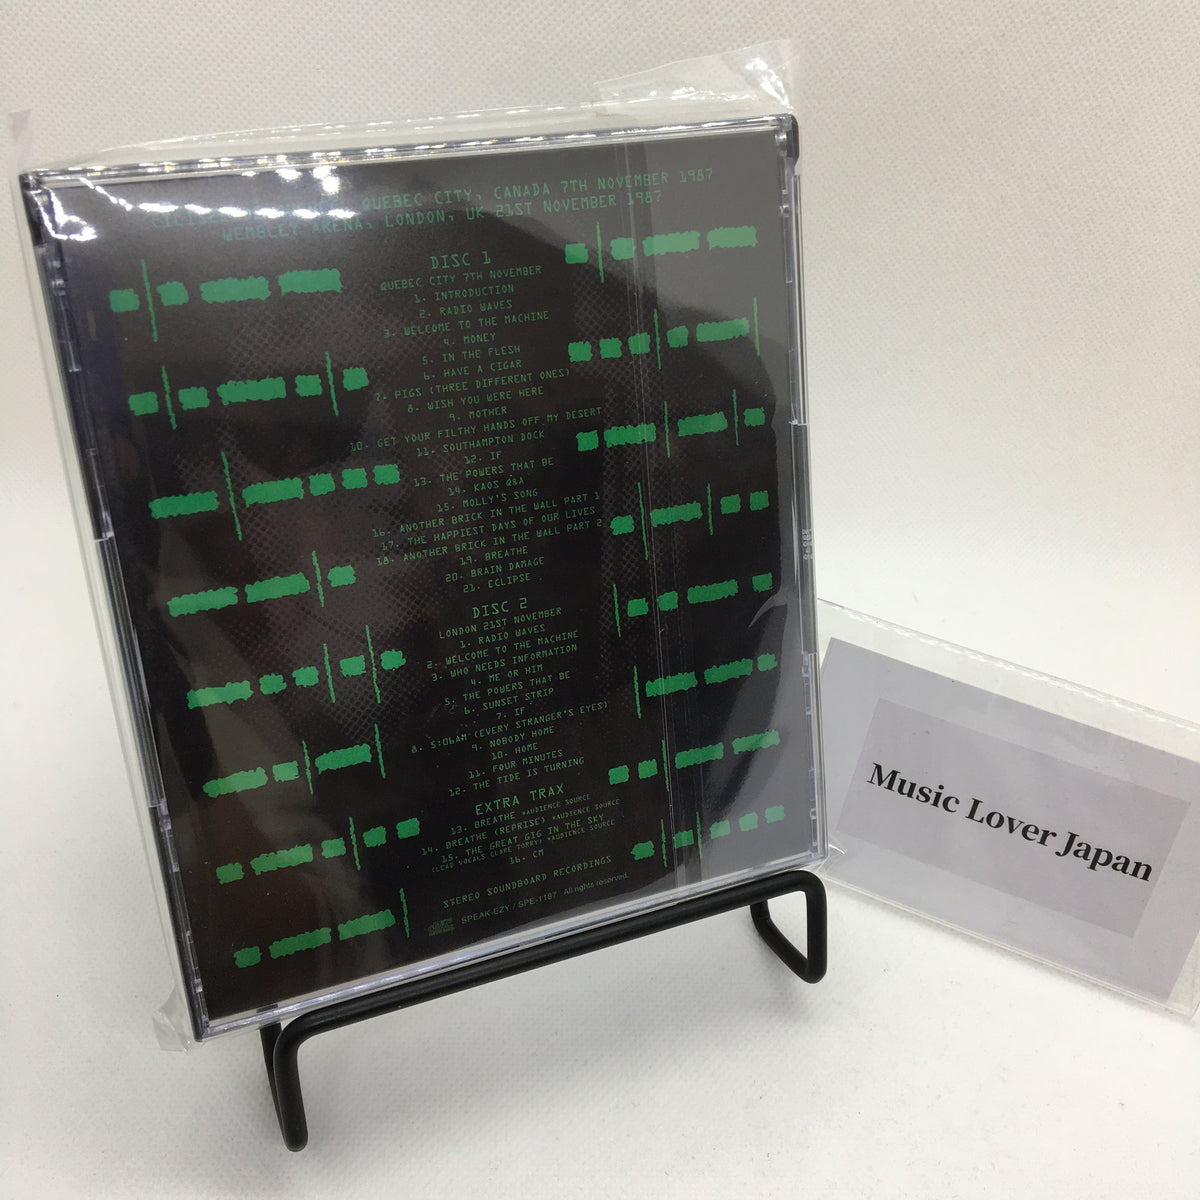 QUEBEC CITY, CANADA 7TH NOVEMBER 1987
WEMBLEY ARENA, LONDON, UK 21ST NOVEMBER 1987
DISC 1
QUEBEC CITY 7TH NOVEMBER
1. INTRODUCTION
2. RADIO WAVES
3. WELCOME TO THE MACHINE
4. MONEY
5. IN THE FLESH
6. HAVE A CIGAR
7. PIGS (THREE DIFFERENT ONES)
8. WISH YOU WERE HERE
9. MOTHER
10. GET YOUR FILTHY HANDS OFF MY DESERT
11. SOUTHAMPTON DOCK
12. IF
13. THE POWERS THAT BE
14. KAOS Q&A
15. MOLLY'S SONG
16. ANOTHER BRICK IN THE WALL PART 1
17. THE HAPPIEST DAYS OF OUR LIVES
18. ANOTHER BRICK IN THE WALL PART 2
19. BREATHE
20. BRAIN DAMAGE
21. ECLIPSE
DISC 2
LONDON 21ST NOVEMBER
1. RADIO WAVES
2. WELCOME TO THE MACHINE
3. WHO NEEDS INFORMATION
4. ME OR HIM
5. THE POWERS THAT BE
6. SUNSET STRIP
7. IF
8. 5:06AM (EVERY STRANGER'S EYES)
9. NOBODY HOME
10. HOME
11. FOUR MINUTES
12. THE TIDE IS TURNING
EXTRA TRAX
13. BREATHE *AUDIENCE SOURCE
14. BREATHE (REPRISE) *AUDIENCE SOURCE
15. THE GREAT GIG IN THE SKY
(LEAD VOCALS CLARE TORRY) *AUDIENCE SOURCE
16. CM
STEREO SOUNDBOARD RECORDINGS
SPEAK-EZY / SPE-1187 All rights reserved.
Music Lover Japan